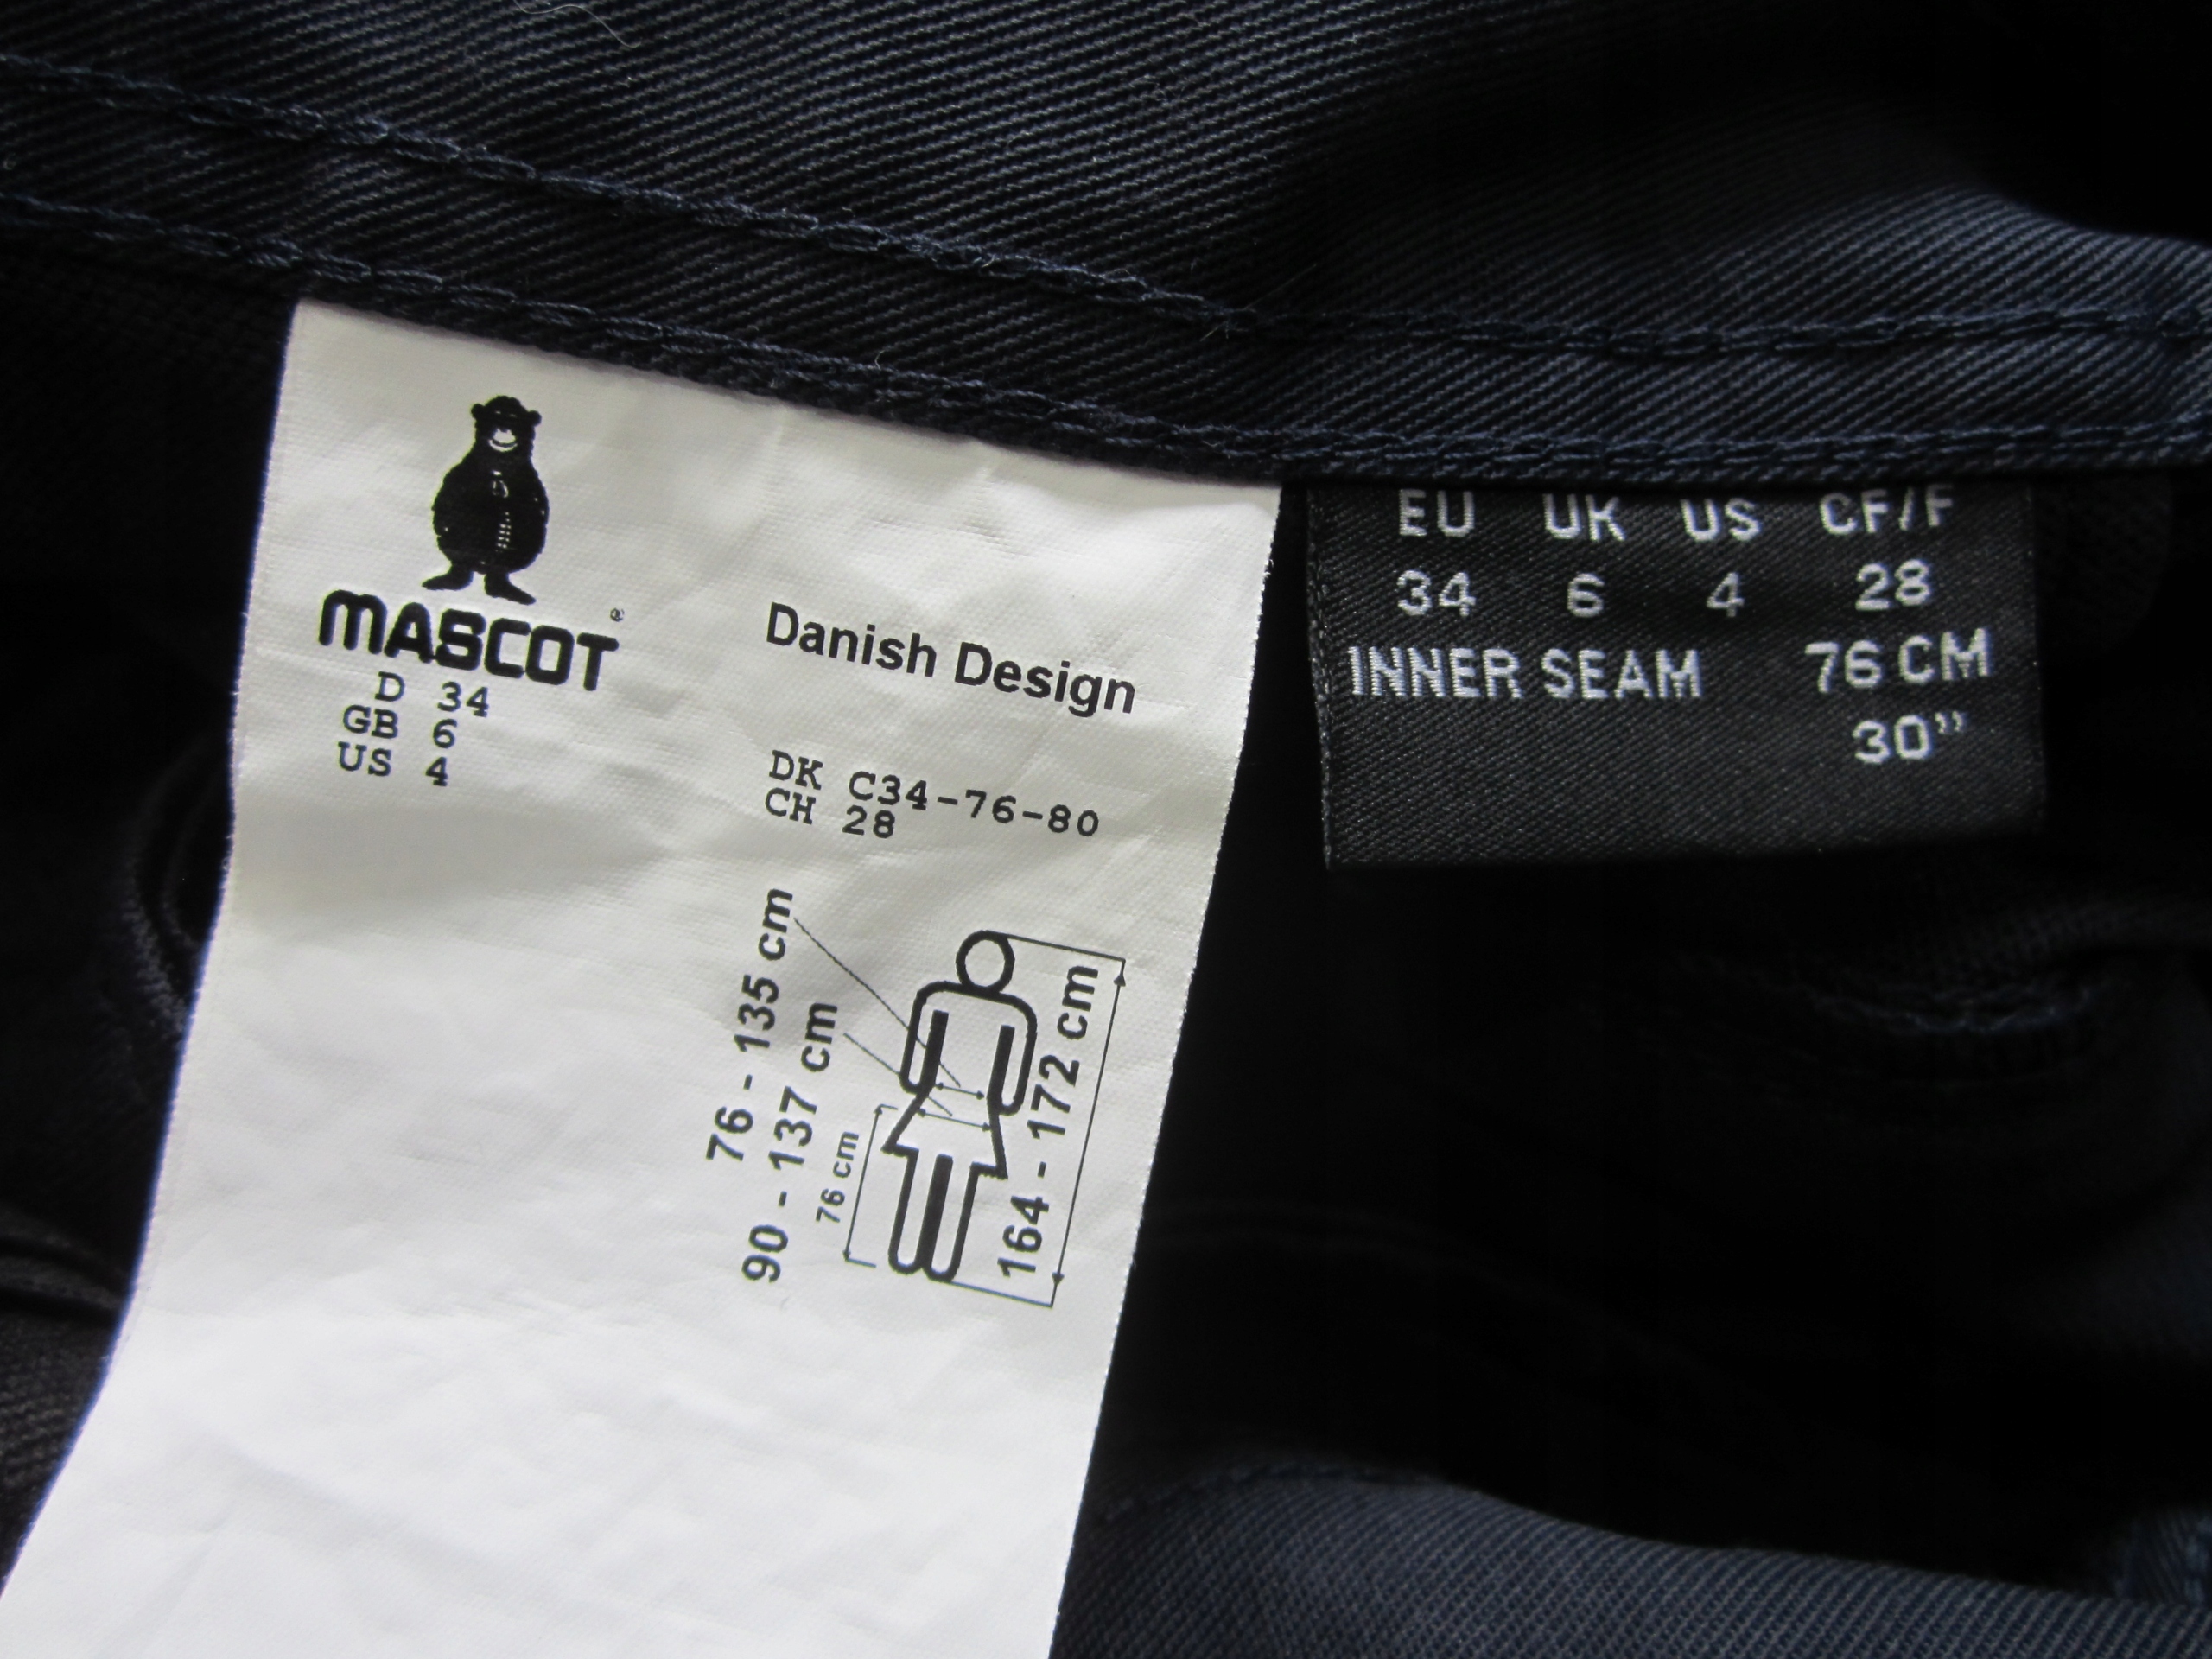 MASCOT®
Danish Design
D 34
GB 6
US 4
DK C34-76-80
CH 28
76 - 135 cm
90 - 137 cm
76 cm
164 - 172 cm
EU UK US CF/F
34 6 4 28
INNER SEAM 76 CM
30”